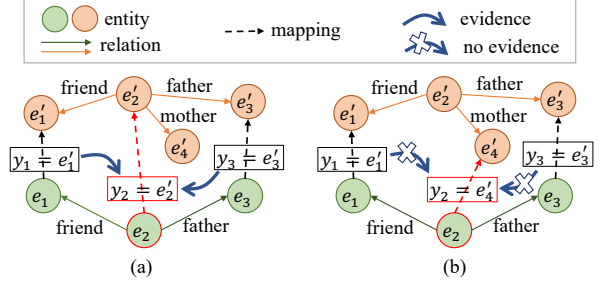 entity
relation
mapping
evidence
no evidence
friend
father
mother
e′₁
e′₂
e′₃
e′₄
y₁ = e′₁
y₃ = e′₃
y₂ = e′₂
e₁
e₃
friend
father
e₂
(a)
friend
father
mother
e′₁
e′₂
e′₃
e′₄
y₁ = e′₁
y₃ = e′₃
y₂ = e′₄
e₁
e₃
friend
father
e₂
(b)